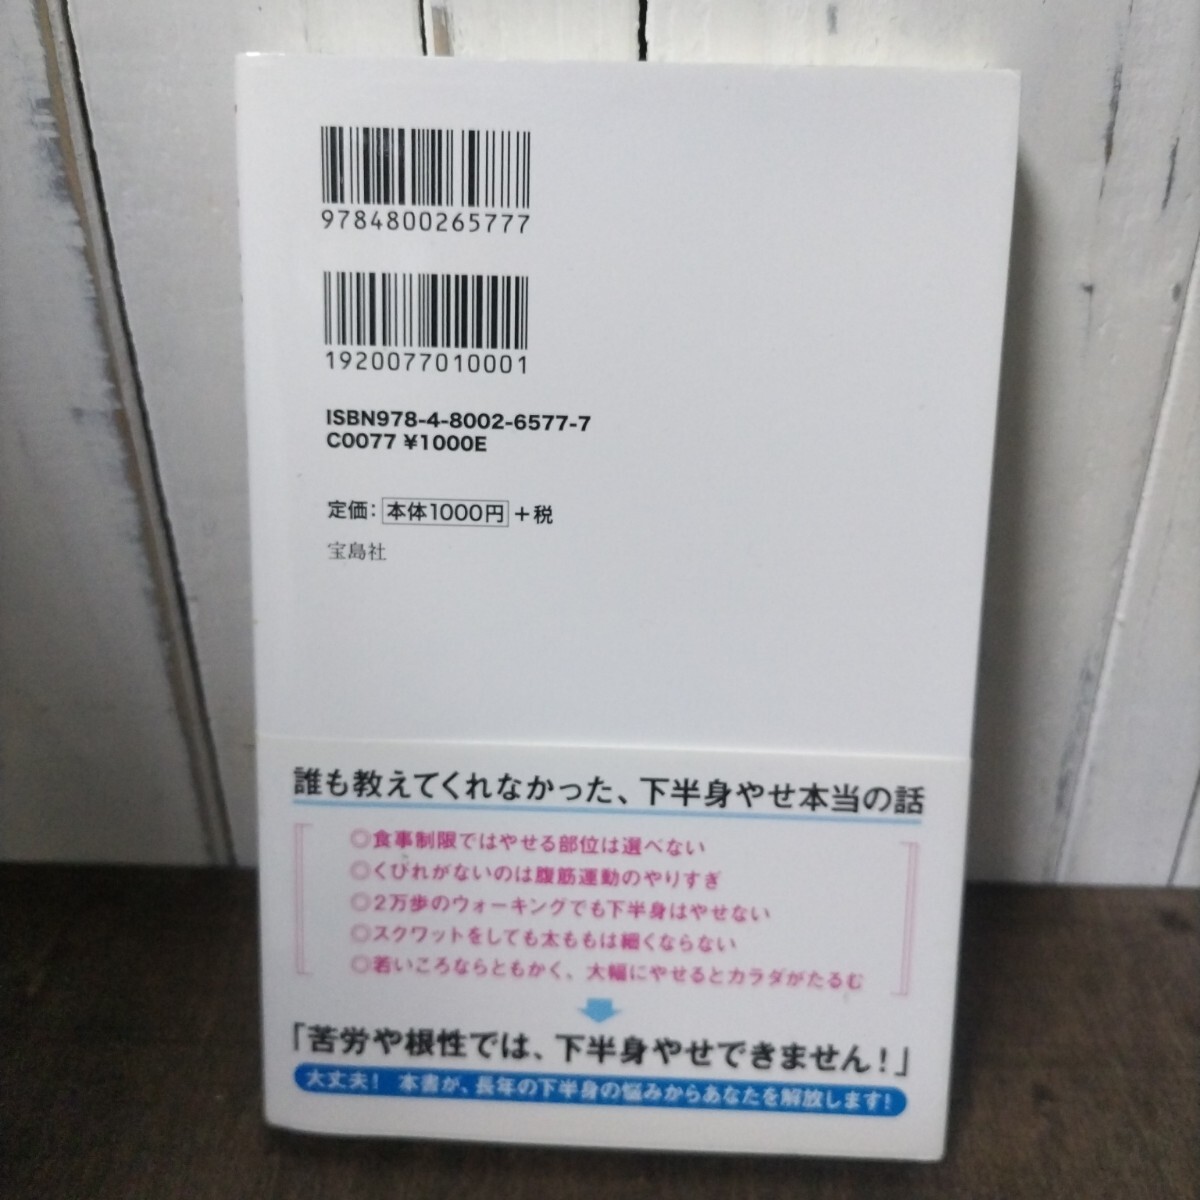 9784800265777
1920077010001
ISBN978-4-8002-6577-7
C0077 ¥1000E
定価: 本体1000円 +税
宝島社
誰も教えてくれなかった、下半身やせ本当の話
◎食事制限ではやせる部位は選べない
◎くびれがないのは腹筋運動のやりすぎ
◎2万歩のウォーキングでも下半身はやせない
◎スクワットをしても太ももは細くならない
◎若いころならともかく、大幅にやせるとカラダがたるむ
「苦労や根性では、下半身やせできません!」
大丈夫! 本書が、長年の下半身の悩みからあなたを解放します!